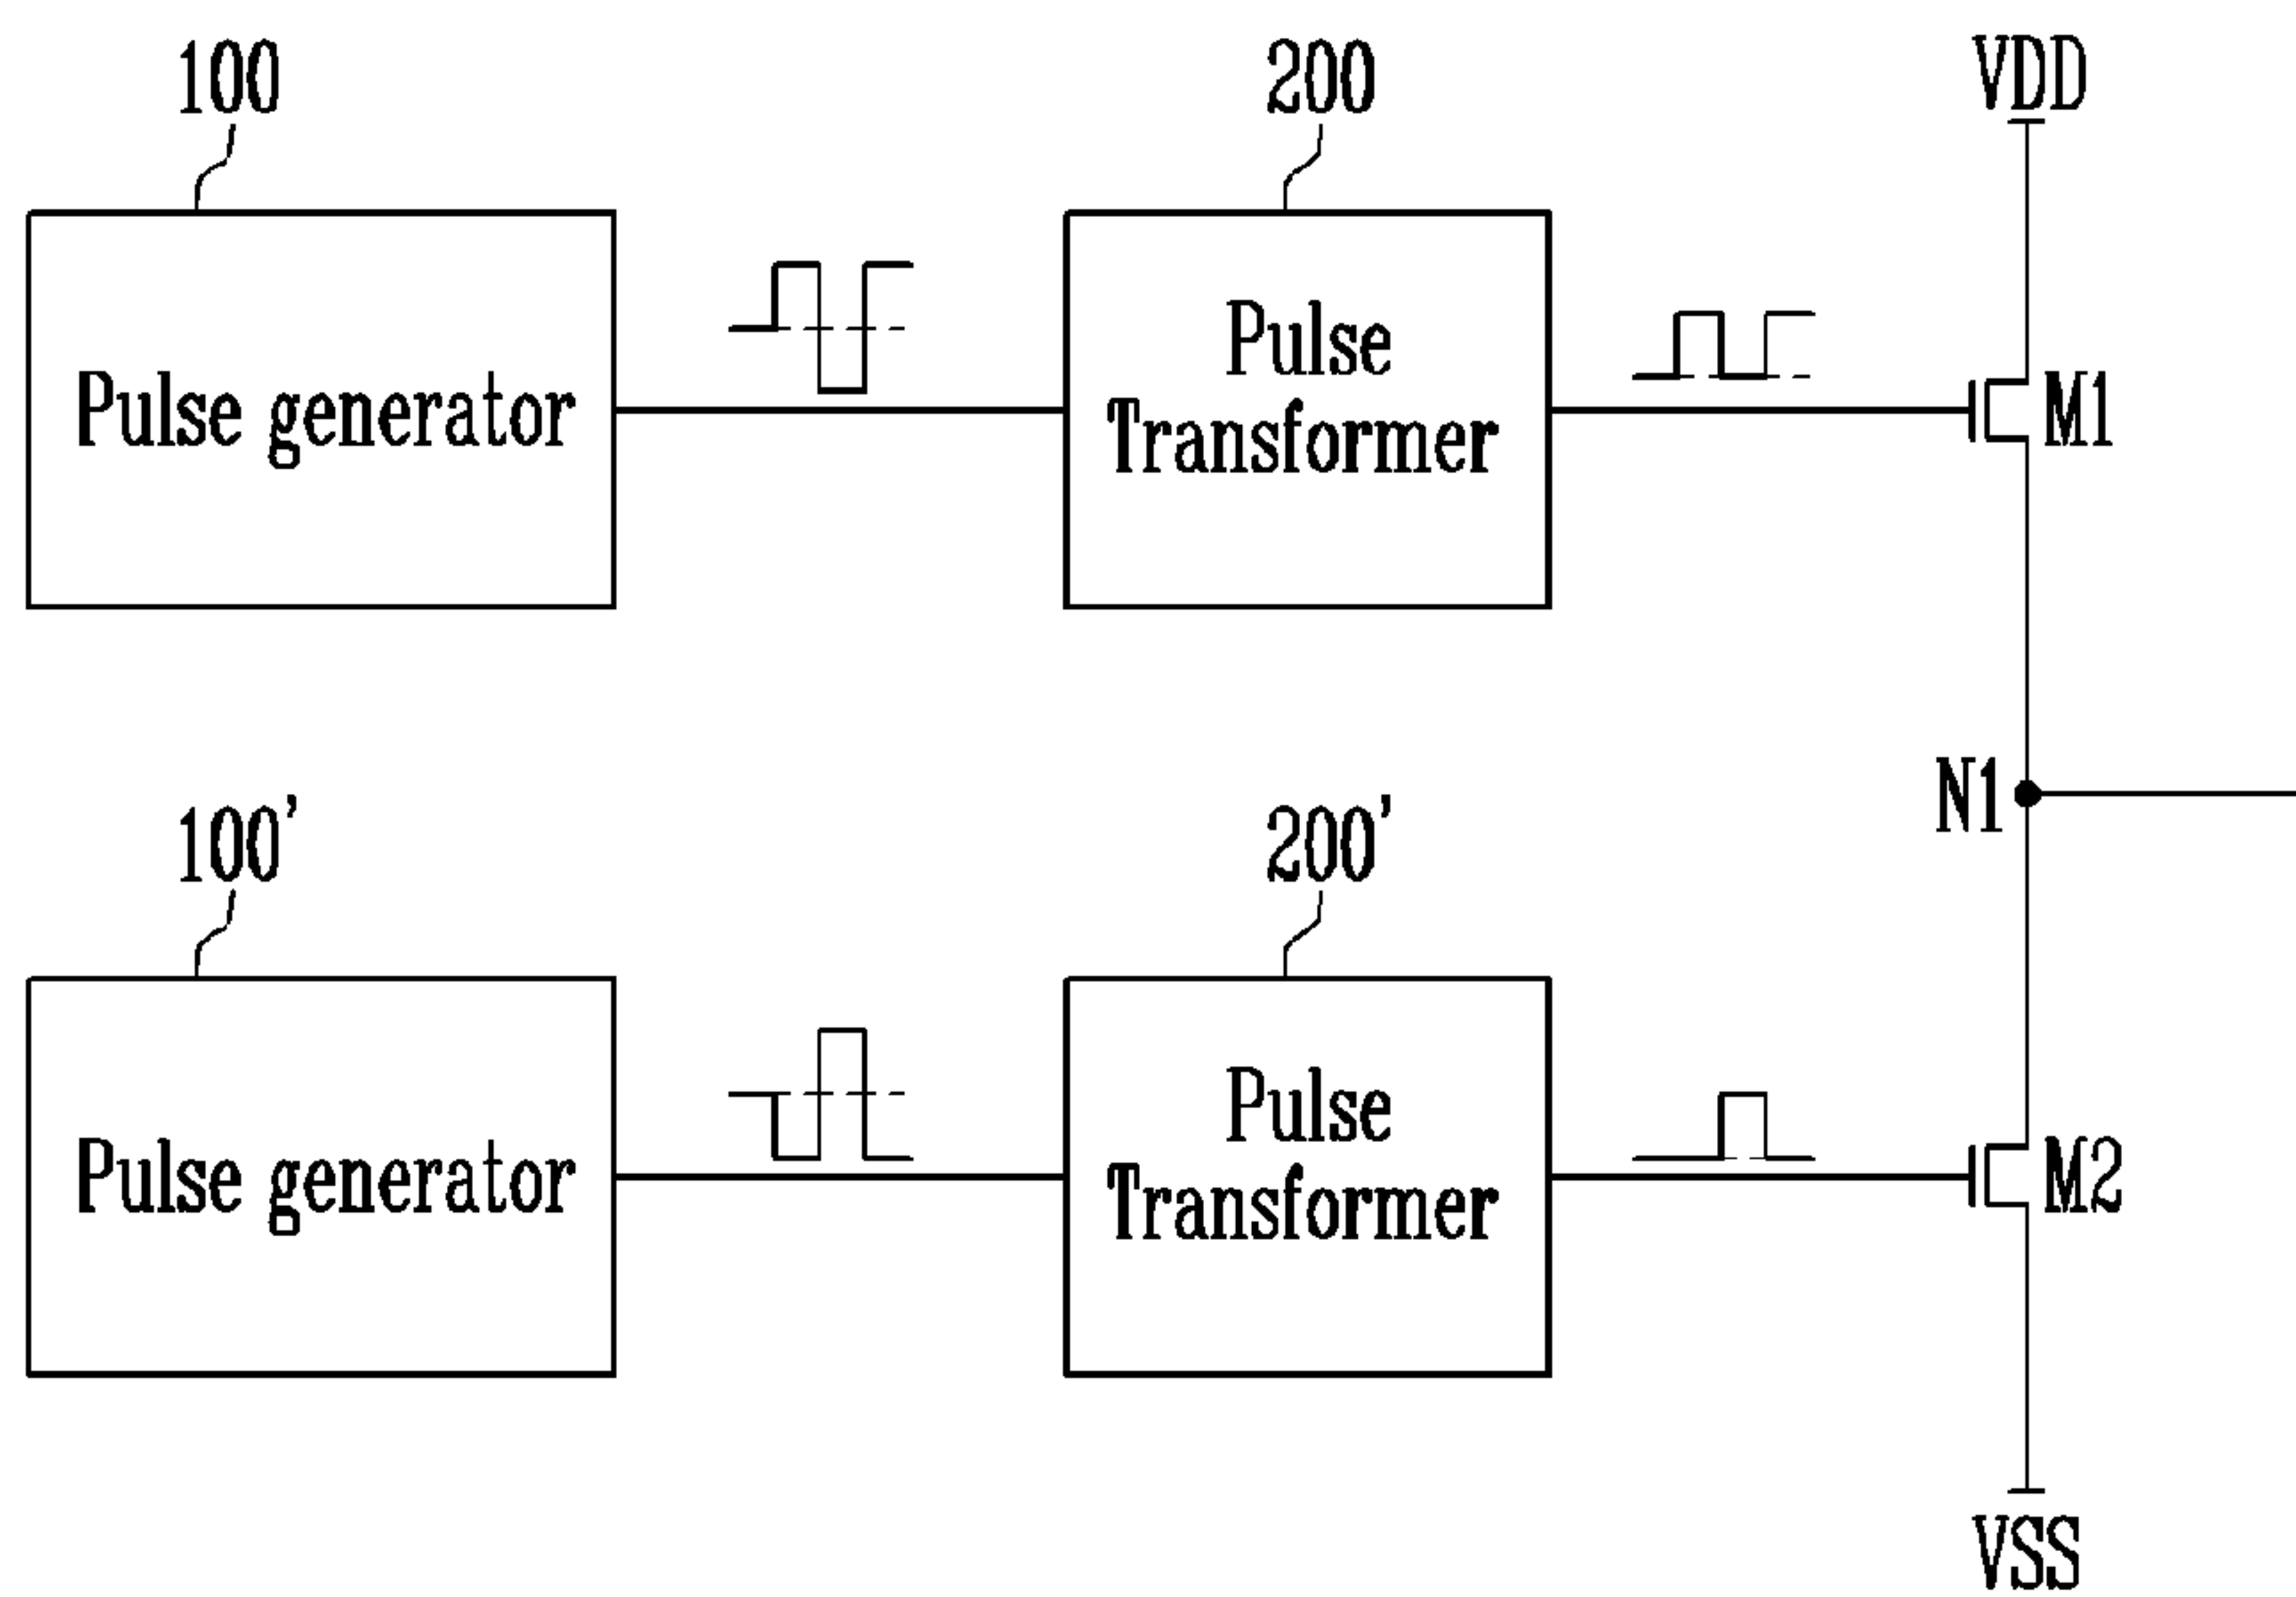 100
200
VDD
Pulse generator
Pulse
Transformer
M1
N1
100'
200'
Pulse generator
Pulse
Transformer
M2
VSS